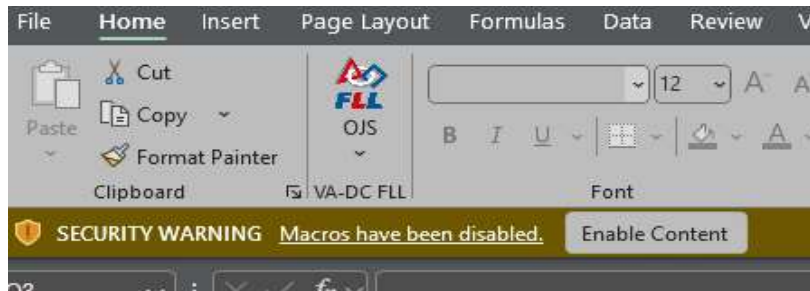 File Home Insert Page Layout Formulas Data Review V
Cut
FLL
12 A A
Copy
Paste
OJS
B I U A
Format Painter
Clipboard VA-DC FLL Font
SECURITY WARNING Macros have been disabled. Enable Content
fx